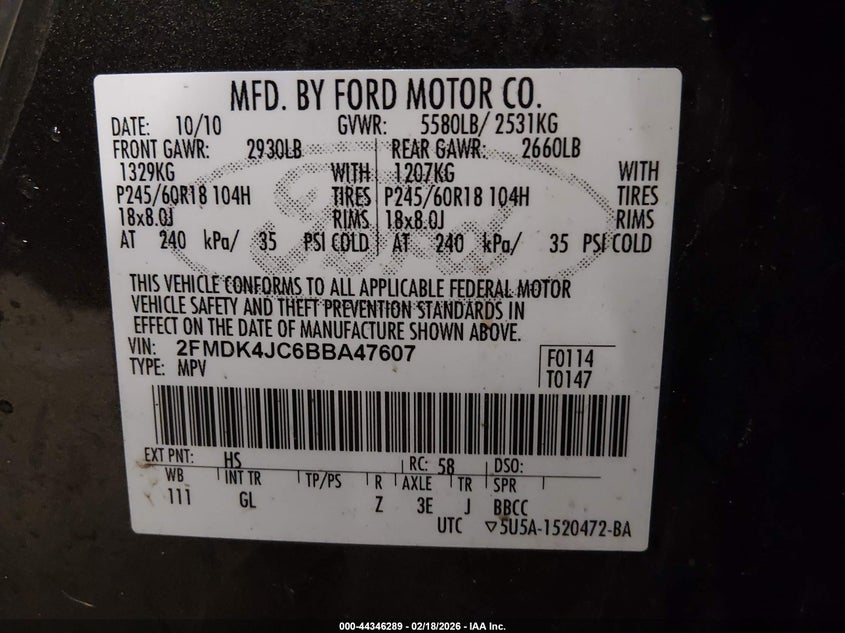 MFD. BY FORD MOTOR CO.
DATE: 10/10 GVWR: 5580LB/ 2531KG
FRONT GAWR: 2930LB REAR GAWR: 2660LB
1329KG WITH 1207KG WITH
P245/60R18 104H TIRES P245/60R18 104H TIRES
18x8.0J RIMS 18x8.0J RIMS
AT 240 kPa/ 35 PSI COLD AT 240 kPa/ 35 PSI COLD
Ford
THIS VEHICLE CONFORMS TO ALL APPLICABLE FEDERAL MOTOR
VEHICLE SAFETY AND THEFT PREVENTION STANDARDS IN
EFFECT ON THE DATE OF MANUFACTURE SHOWN ABOVE.
VIN: 2FMDK4JC6BBA47607 F0114
TYPE: MPV T0147
EXT PNT: HS RC: 58 DSO:
WB INT TR TP/PS R AXLE TR SPR
111 GL Z 3E J BBCC
UTC ▽5U5A-1520472-BA
000-44346289 - 02/18/2026 - IAA Inc.